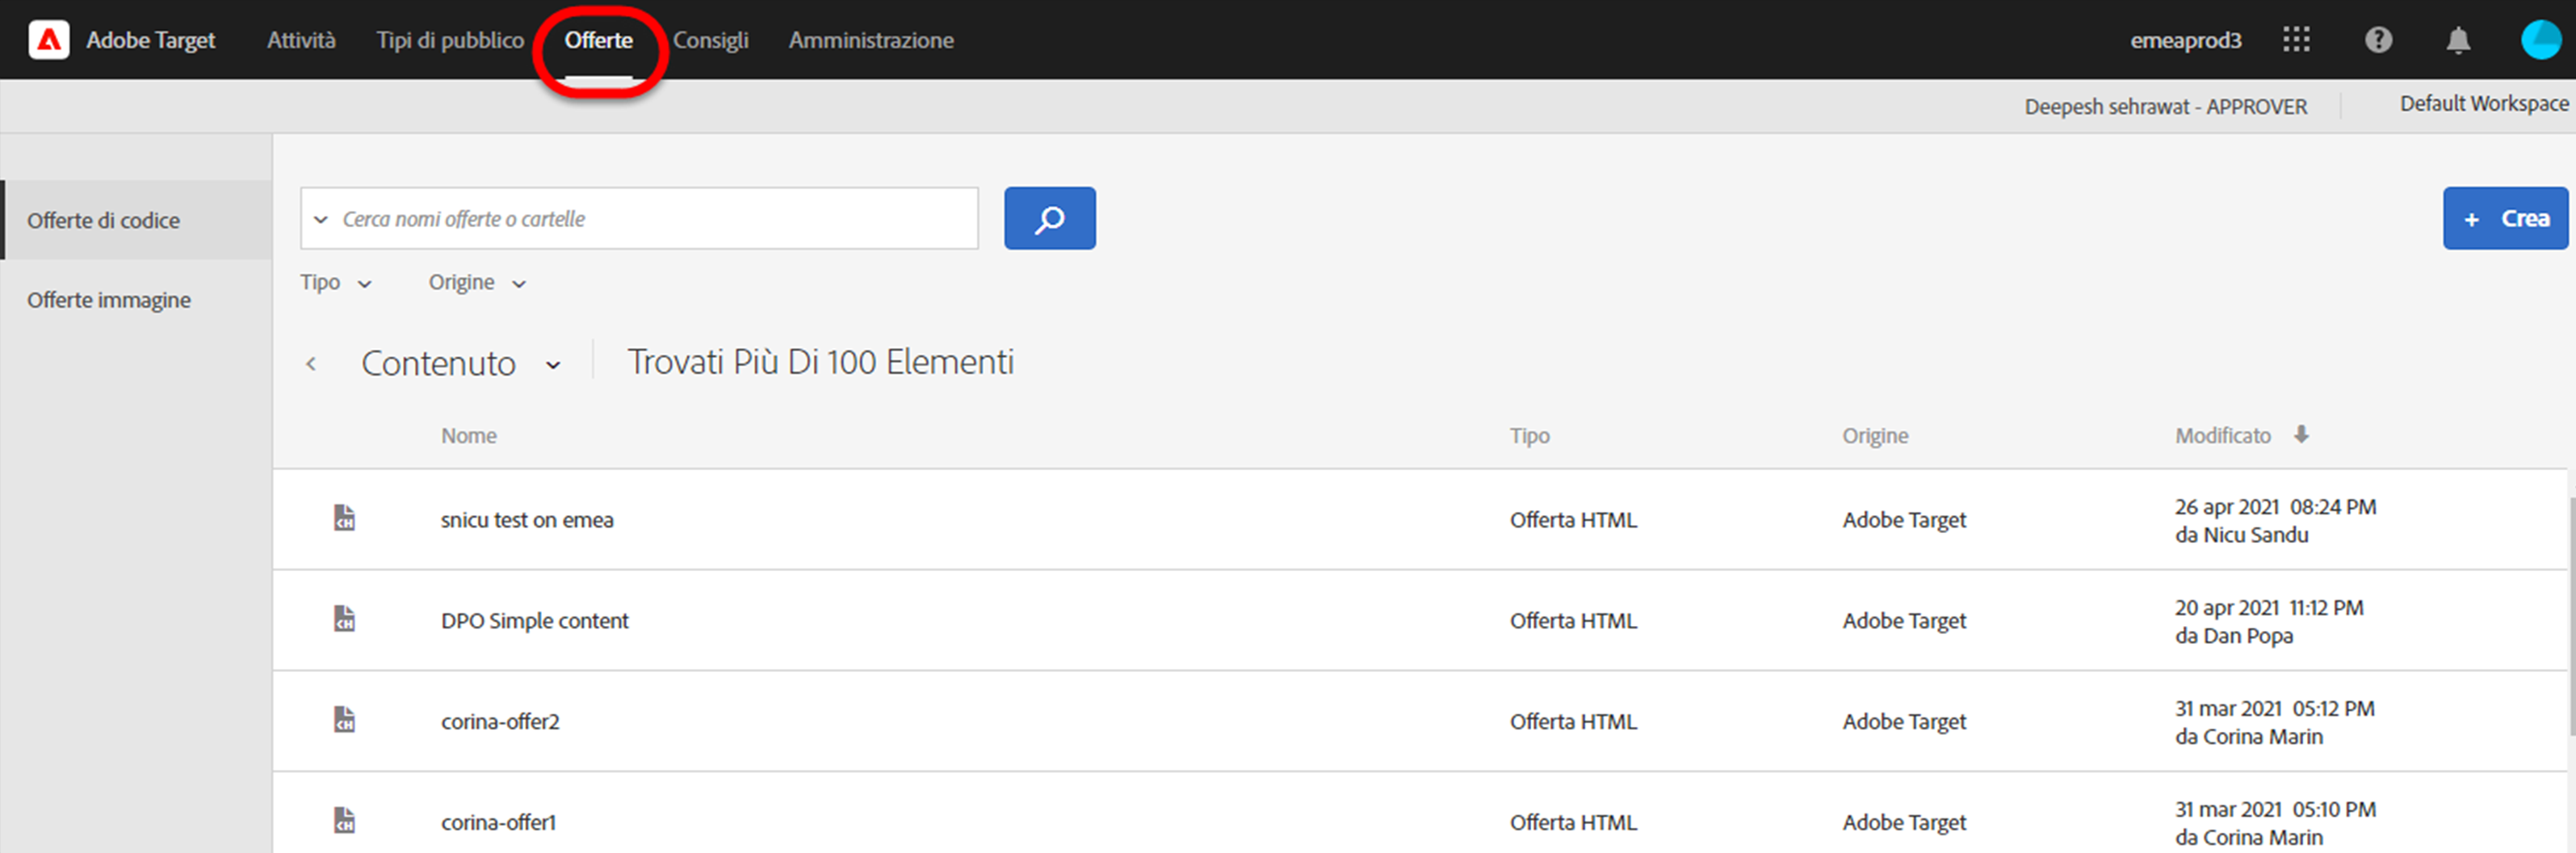 Adobe Target Attività Tipi di pubblico Offerte Consigli Amministrazione emeaprod3
Deepesh sehrawat - APPROVER Default Workspace
Offerte di codice
Offerte immagine
Cerca nomi offerte o cartelle
+ Crea
Tipo Origine
Contenuto Trovati Più Di 100 Elementi
Nome Tipo Origine Modificato
snicu test on emea Offerta HTML Adobe Target 26 apr 2021 08:24 PM
da Nicu Sandu
DPO Simple content Offerta HTML Adobe Target 20 apr 2021 11:12 PM
da Dan Popa
corina-offer2 Offerta HTML Adobe Target 31 mar 2021 05:12 PM
da Corina Marin
corina-offer1 Offerta HTML Adobe Target 31 mar 2021 05:10 PM
da Corina Marin